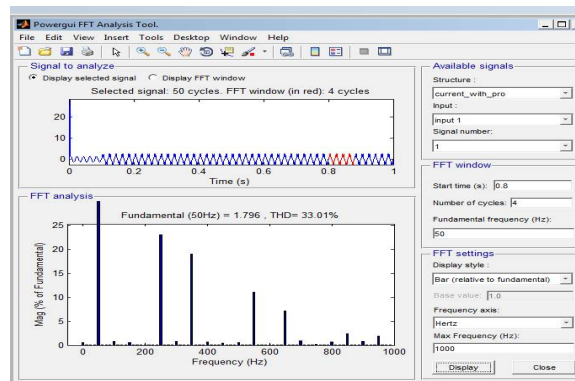 Powergui FFT Analysis Tool.
File Edit View Insert Tools Desktop Window Help
Signal to analyze
Display selected signal Display FFT window
Selected signal: 50 cycles. FFT window (in red): 4 cycles
20
10
0
0 0.2 0.4 0.6 0.8 1
Time (s)
FFT analysis
Fundamental (50Hz) = 1.796 , THD= 33.01%
Mag (% of Fundamental)
25
20
15
10
5
0
0 200 400 600 800 1000
Frequency (Hz)
Available signals
Structure :
current_with_pro
Input :
input 1
Signal number:
1
FFT window
Start time (s): 0.8
Number of cycles: 4
Fundamental frequency (Hz):
50
FFT settings
Display style :
Bar (relative to fundamental)
Base value: 1.0
Frequency axis:
Hertz
Max Frequency (Hz):
1000
Display Close